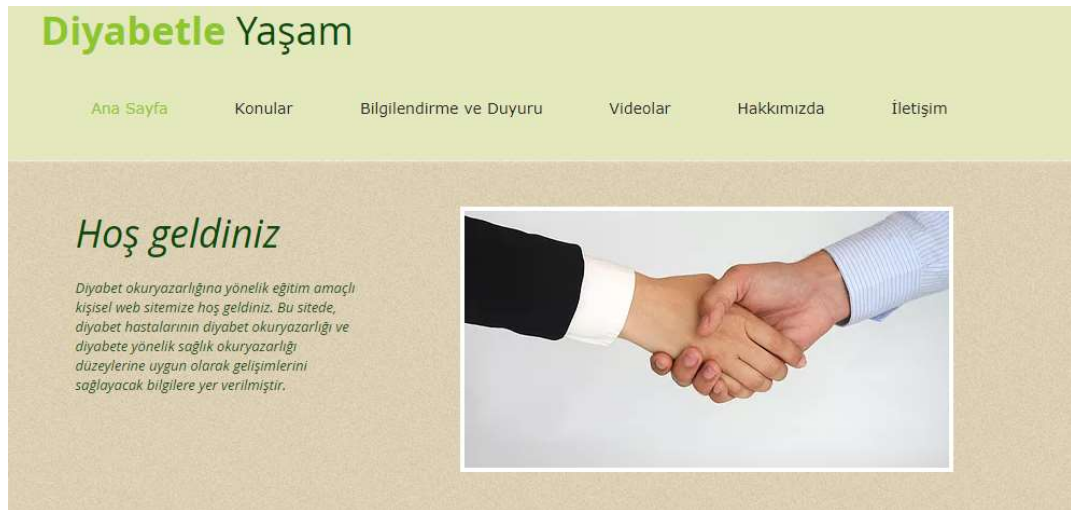 Diyabetle Yaşam
Ana Sayfa Konular Bilgilendirme ve Duyuru Videolar Hakkımızda İletişim
Hoş geldiniz
Diyabet okuryazarlığına yönelik eğitim amaçlı
kişisel web sitemize hoş geldiniz. Bu sitede,
diyabet hastalarının diyabet okuryazarlığı ve
diyabete yönelik sağlık okuryazarlığı
düzeylerine uygun olarak gelişimlerini
sağlayacak bilgilere yer verilmiştir.